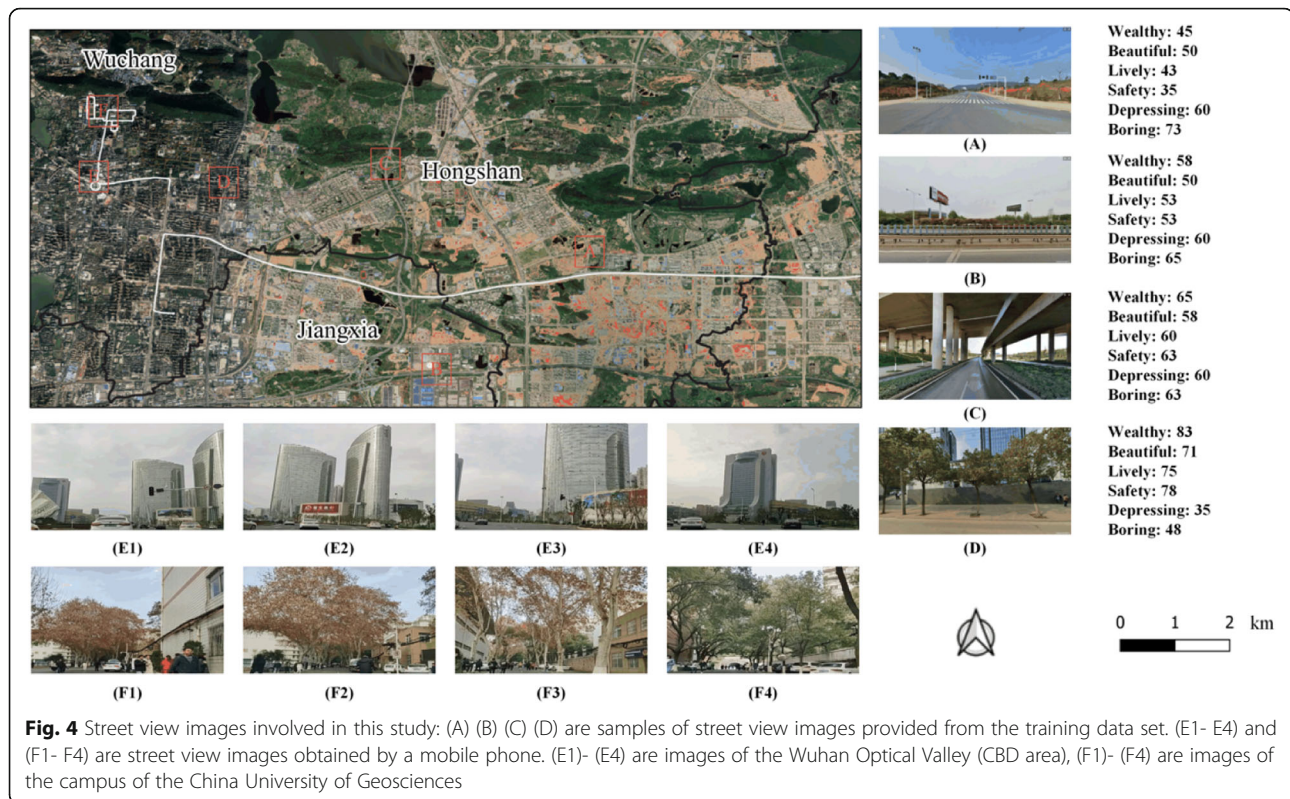 Wuchang
Hongshan
Jiangxia
C
D
A
B
(A)
Wealthy: 45
Beautiful: 50
Lively: 43
Safety: 35
Depressing: 60
Boring: 73
(B)
Wealthy: 58
Beautiful: 50
Lively: 53
Safety: 53
Depressing: 60
Boring: 65
(C)
Wealthy: 65
Beautiful: 58
Lively: 60
Safety: 63
Depressing: 60
Boring: 63
(D)
Wealthy: 83
Beautiful: 71
Lively: 75
Safety: 78
Depressing: 35
Boring: 48
(E1) (E2) (E3) (E4)
(F1) (F2) (F3) (F4)
0 1 2 km
Fig. 4 Street view images involved in this study: (A) (B) (C) (D) are samples of street view images provided from the training data set. (E1- E4) and
(F1- F4) are street view images obtained by a mobile phone. (E1)- (E4) are images of the Wuhan Optical Valley (CBD area), (F1)- (F4) are images of
the campus of the China University of Geosciences